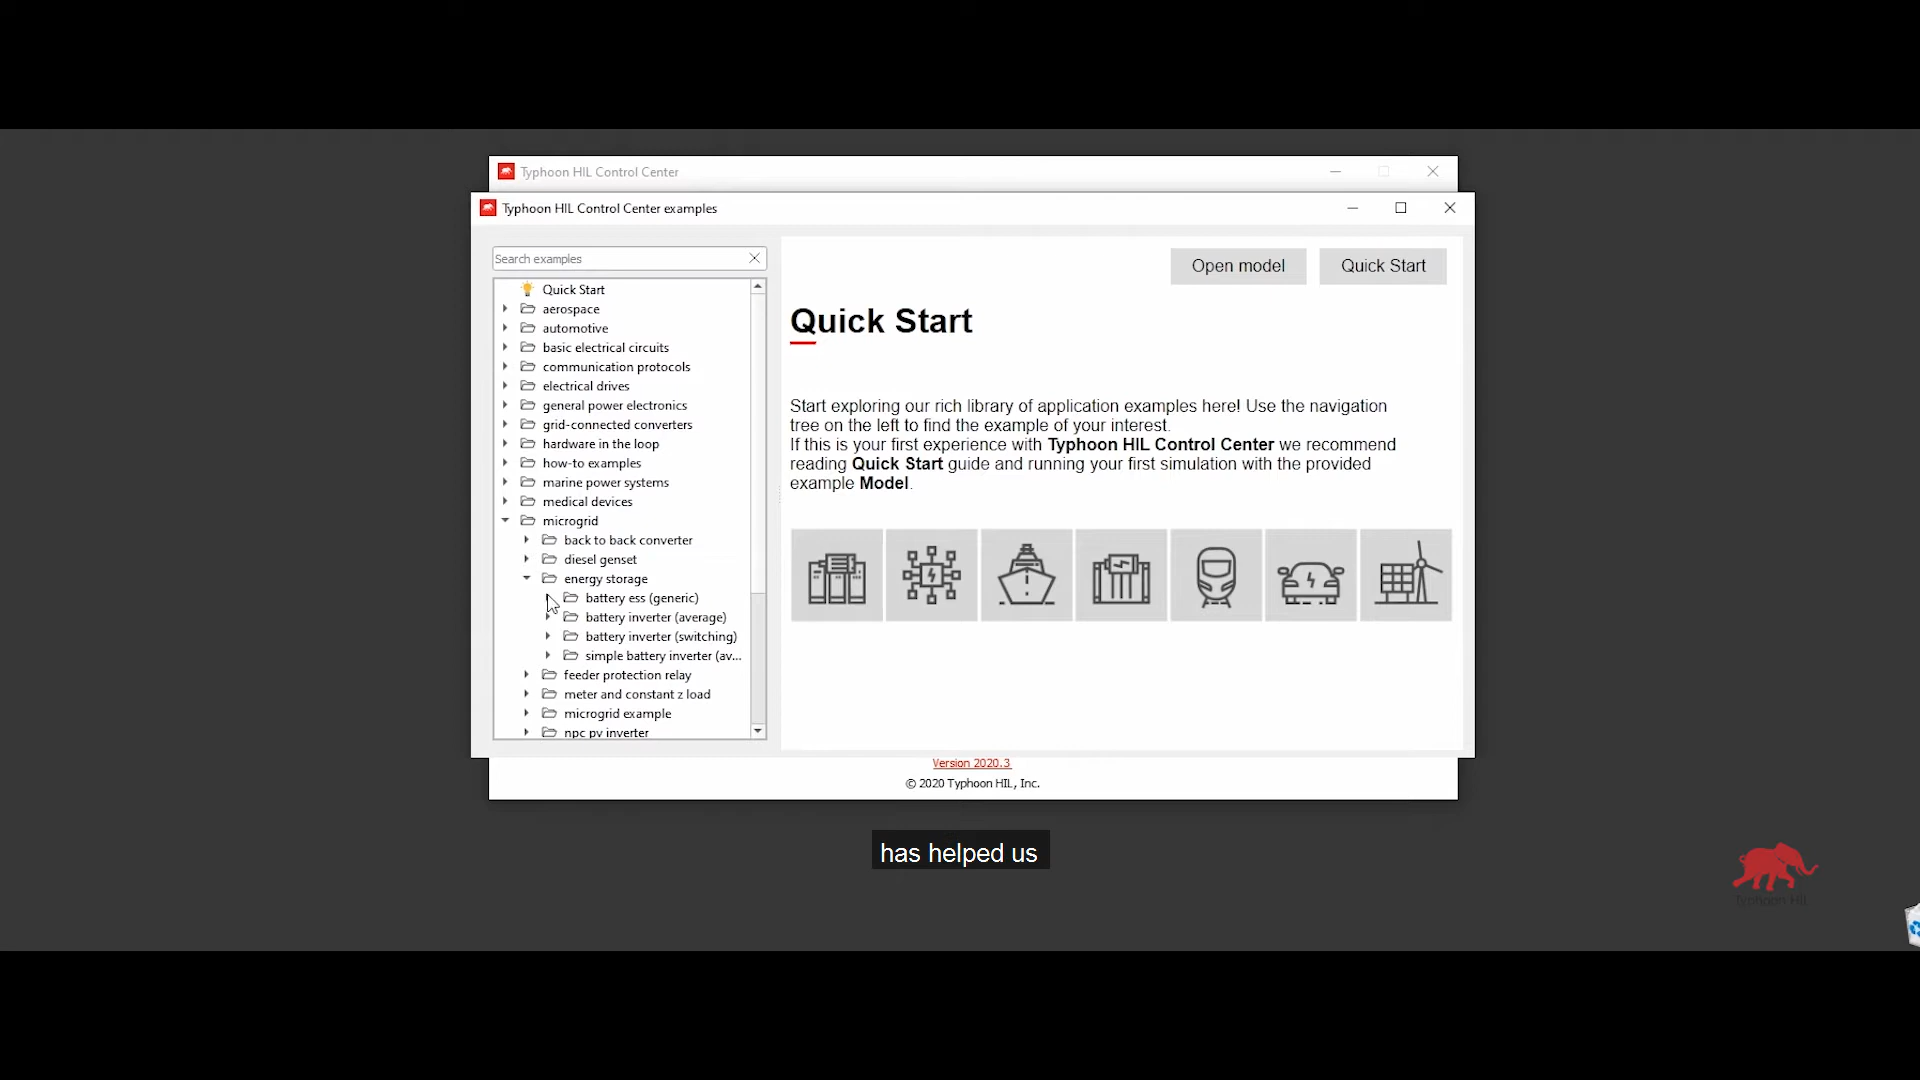 Typhoon HIL Control Center
Typhoon HIL Control Center examples
Search examples
Quick Start
aerospace
automotive
basic electrical circuits
communication protocols
electrical drives
general power electronics
grid-connected converters
hardware in the loop
how-to examples
marine power systems
medical devices
microgrid
back to back converter
diesel genset
energy storage
battery ess (generic)
battery inverter (average)
battery inverter (switching)
simple battery inverter (av...
feeder protection relay
meter and constant z load
microgrid example
npc pv inverter
Open model
Quick Start
Quick Start
Start exploring our rich library of application examples here! Use the navigation
tree on the left to find the example of your interest.
If this is your first experience with Typhoon HIL Control Center we recommend
reading Quick Start guide and running your first simulation with the provided
example Model.
Version 2020.3
© 2020 Typhoon HIL, Inc.
has helped us
Typhoon HIL